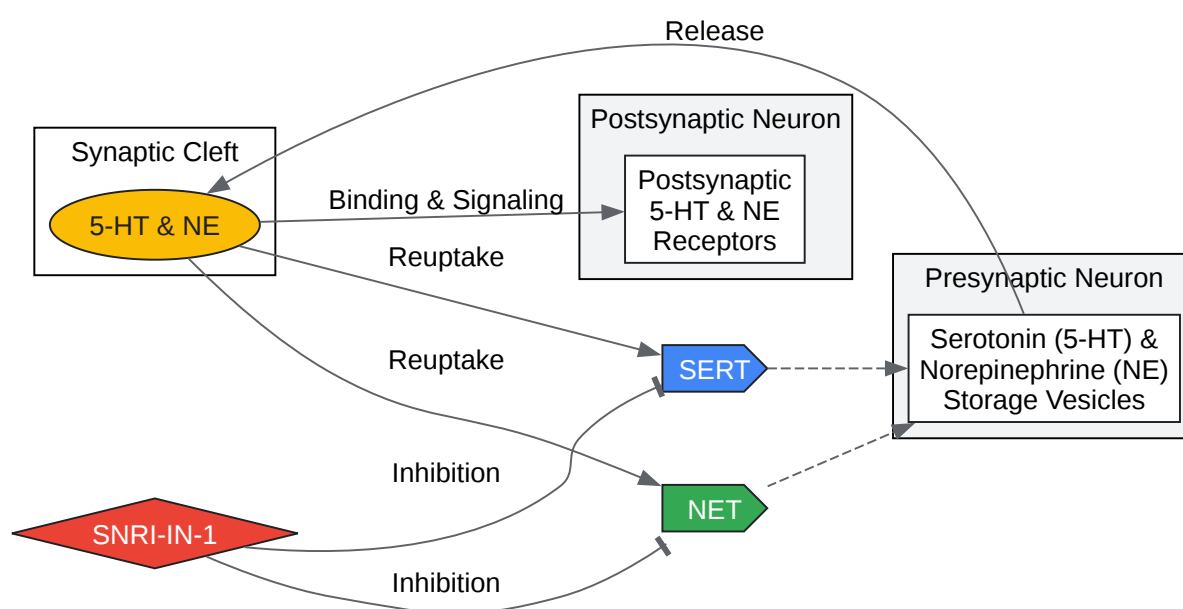 Release
Postsynaptic Neuron
Synaptic Cleft
Postsynaptic
5-HT & NE
Receptors
Binding & Signaling
5-HT & NE
Reuptake
Presynaptic Neuron
Serotonin (5-HT) &
Norepinephrine (NE)
Storage Vesicles
Reuptake
SERT
Inhibition
NET
SNRI-IN-1
Inhibition